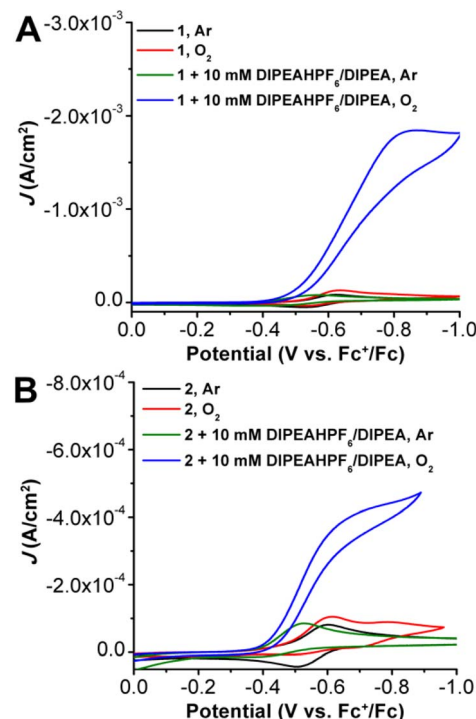 A
-3.0x10⁻³
-2.0x10⁻³
-1.0x10⁻³
0.0
J (A/cm²)
1, Ar
1, O₂
1 + 10 mM DIPEAHPF₆/DIPEA, Ar
1 + 10 mM DIPEAHPF₆/DIPEA, O₂
0.0 -0.2 -0.4 -0.6 -0.8 -1.0
Potential (V vs. Fc⁺/Fc)
B
-8.0x10⁻⁴
-6.0x10⁻⁴
-4.0x10⁻⁴
-2.0x10⁻⁴
0.0
J (A/cm²)
2, Ar
2, O₂
2 + 10 mM DIPEAHPF₆/DIPEA, Ar
2 + 10 mM DIPEAHPF₆/DIPEA, O₂
0.0 -0.2 -0.4 -0.6 -0.8 -1.0
Potential (V vs. Fc⁺/Fc)